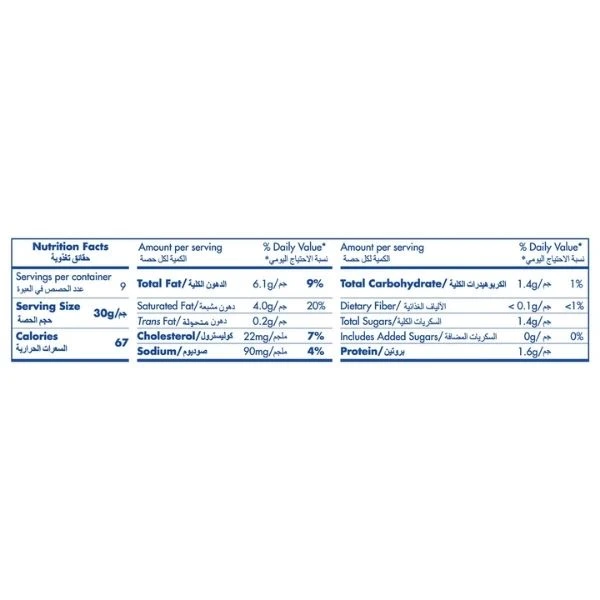 Nutrition Facts
حقائق تغذوية
Servings per container 9
عدد الحصص في العبوة
Serving Size 30g/جم
حجم الحصة
Calories 67
السعرات الحرارية
Amount per serving % Daily Value*
الكمية لكل حصة نسبة الاحتياج اليومي*
Total Fat/الدهون الكلية 6.1g/جم 9%
Saturated Fat/دهون مشبعة 4.0g/جم 20%
Trans Fat/دهون متحولة 0.2g/جم
Cholesterol/كوليسترول 22mg/ملجم 7%
Sodium/صوديوم 90mg/ملجم 4%
Amount per serving % Daily Value*
الكمية لكل حصة نسبة الاحتياج اليومي*
Total Carbohydrate/الكربوهيدرات الكلية 1.4g/جم 1%
Dietary Fiber/الألياف الغذائية < 0.1g/جم <1%
Total Sugars/السكريات الكلية 1.4g/جم
Includes Added Sugars/السكريات المضافة 0g/جم 0%
Protein/بروتين 1.6g/جم